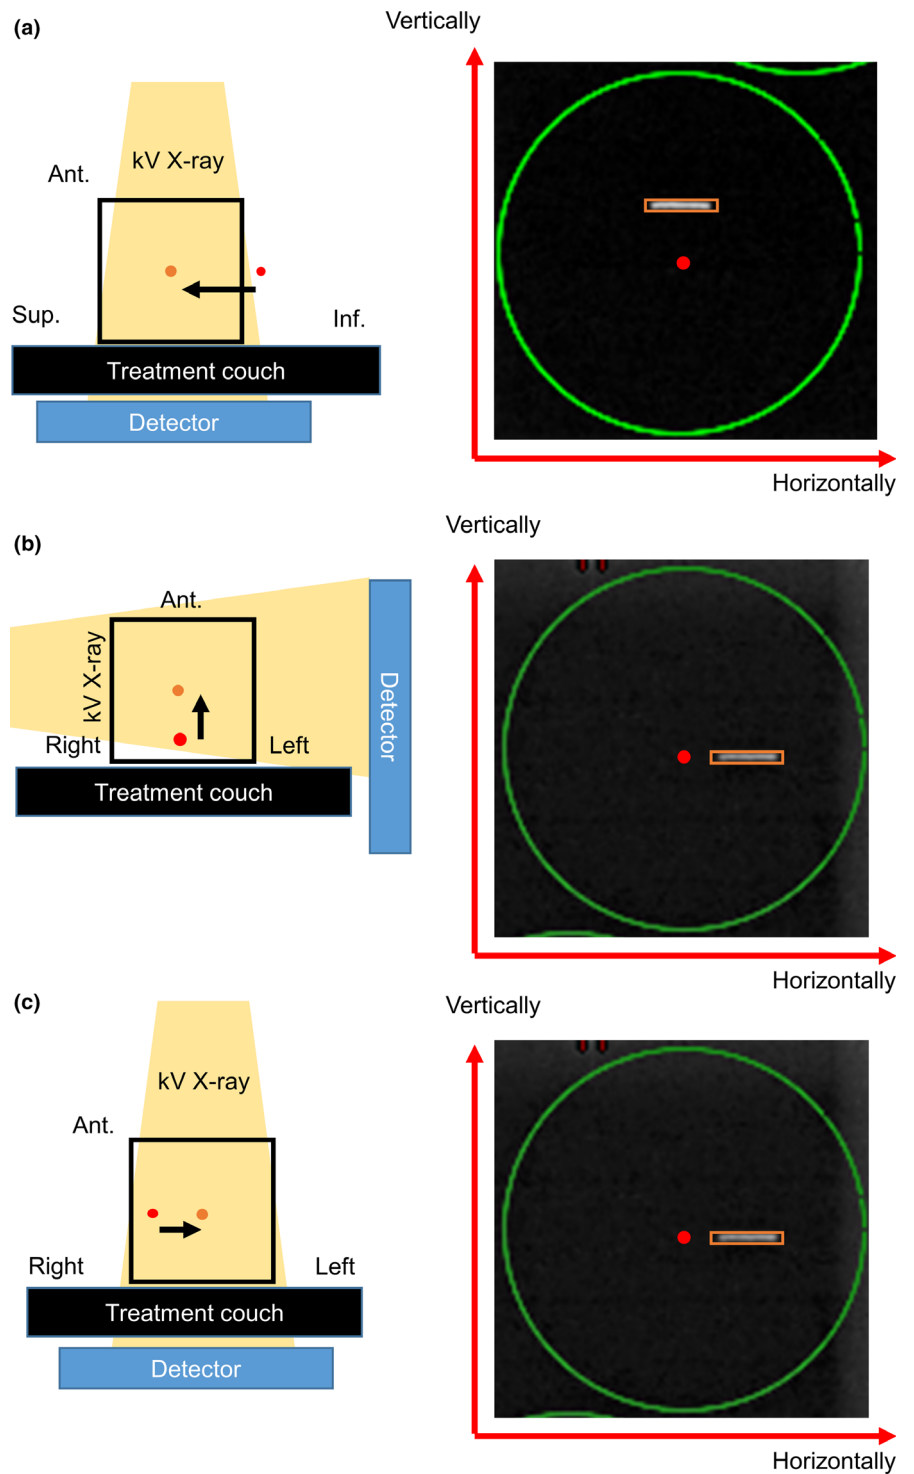 (a)
Vertically
kV X-ray
Ant.
Sup.
Inf.
Treatment couch
Detector
Horizontally
(b)
Vertically
Ant.
kV X-ray
Detector
Right
Left
Treatment couch
Horizontally
(c)
Vertically
kV X-ray
Ant.
Right
Left
Treatment couch
Detector
Horizontally